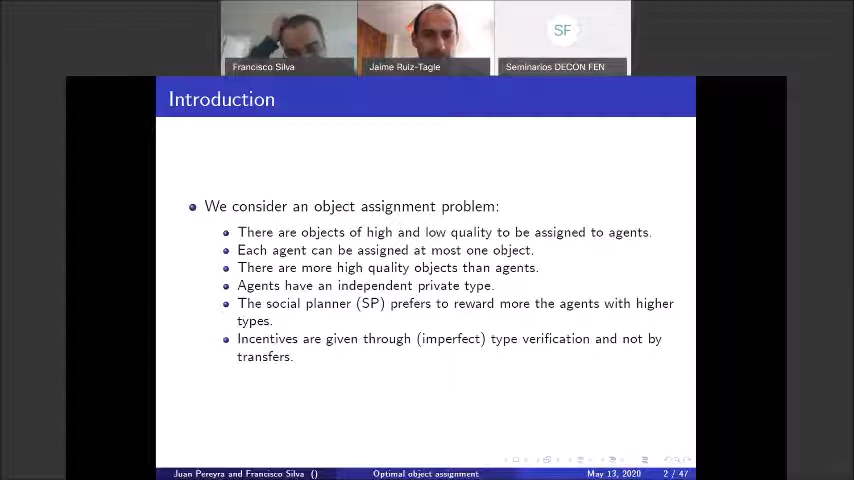 SF
Francisco Silva
Jaime Ruiz-Tagle
Seminarios DECON FEN
Introduction
We consider an object assignment problem:
There are objects of high and low quality to be assigned to agents.
Each agent can be assigned at most one object.
There are more high quality objects than agents.
Agents have an independent private type.
The social planner (SP) prefers to reward more the agents with higher
types.
Incentives are given through (imperfect) type verification and not by
transfers.
Juan Pereyra and Francisco Silva ()
Optimal object assignment
May 13, 2020
2 / 47